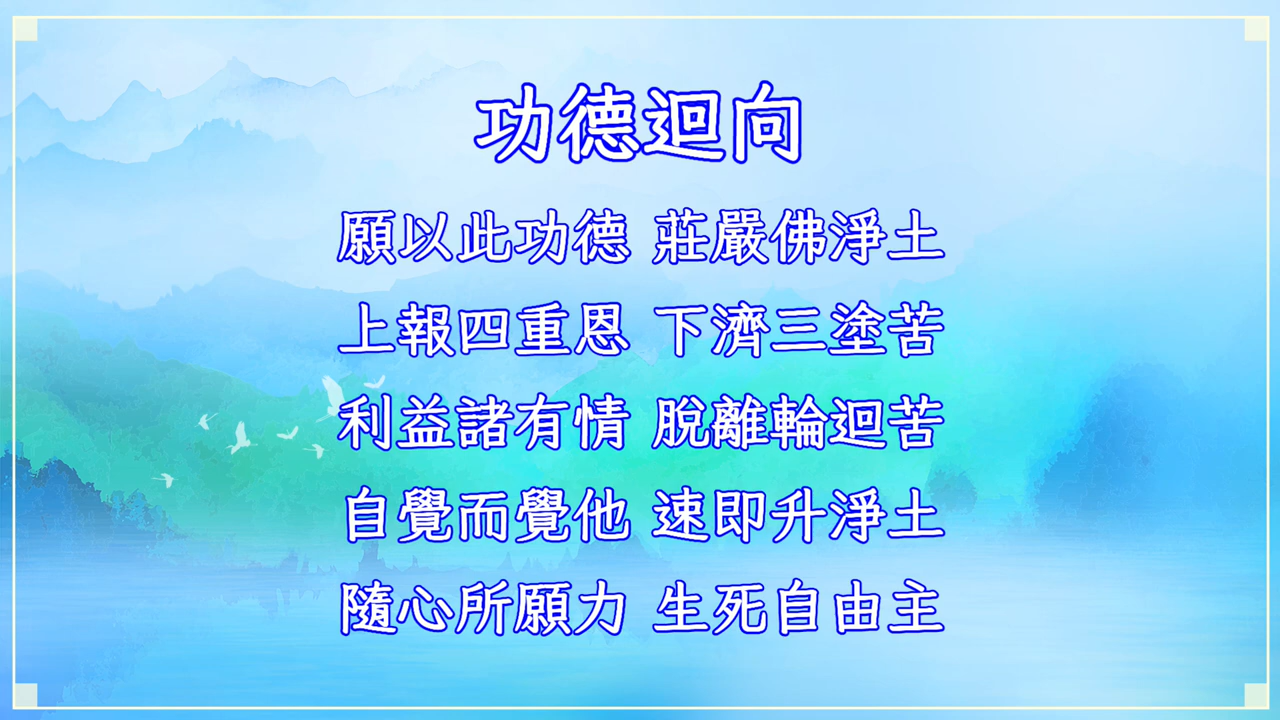 功德迴向
願以此功德 莊嚴佛淨土
上報四重恩 下濟三塗苦
利益諸有情 脫離輪迴苦
自覺而覺他 速即升淨土
隨心所願力 生死自由主